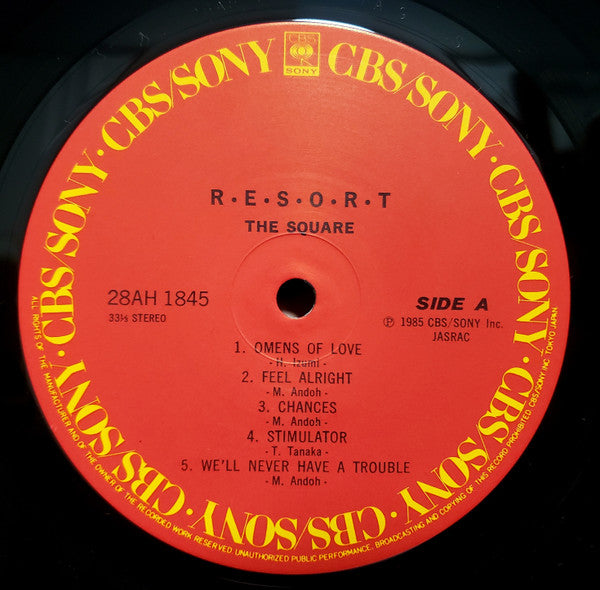 CBS
SONY
CBS/SONY · CBS/SONY · CBS/SONY · CBS/SONY · CBS/SONY · CBS/SONY · CBS/SONY · CBS/SONY
R•E•S•O•R•T
THE SQUARE
28AH 1845
33⅓ STEREO
SIDE A
Ⓟ 1985 CBS/SONY Inc.
JASRAC
1. OMENS OF LOVE
- H. Izumi -
2. FEEL ALRIGHT
- M. Andoh -
3. CHANCES
- M. Andoh -
4. STIMULATOR
- T. Tanaka -
5. WE'LL NEVER HAVE A TROUBLE
- M. Andoh -
ALL RIGHTS OF THE MANUFACTURER AND OF THE OWNER OF THE RECORDED WORK RESERVED. UNAUTHORIZED PUBLIC PERFORMANCE, BROADCASTING AND COPYING OF THIS RECORD PROHIBITED. CBS/SONY INC. TOKYO JAPAN